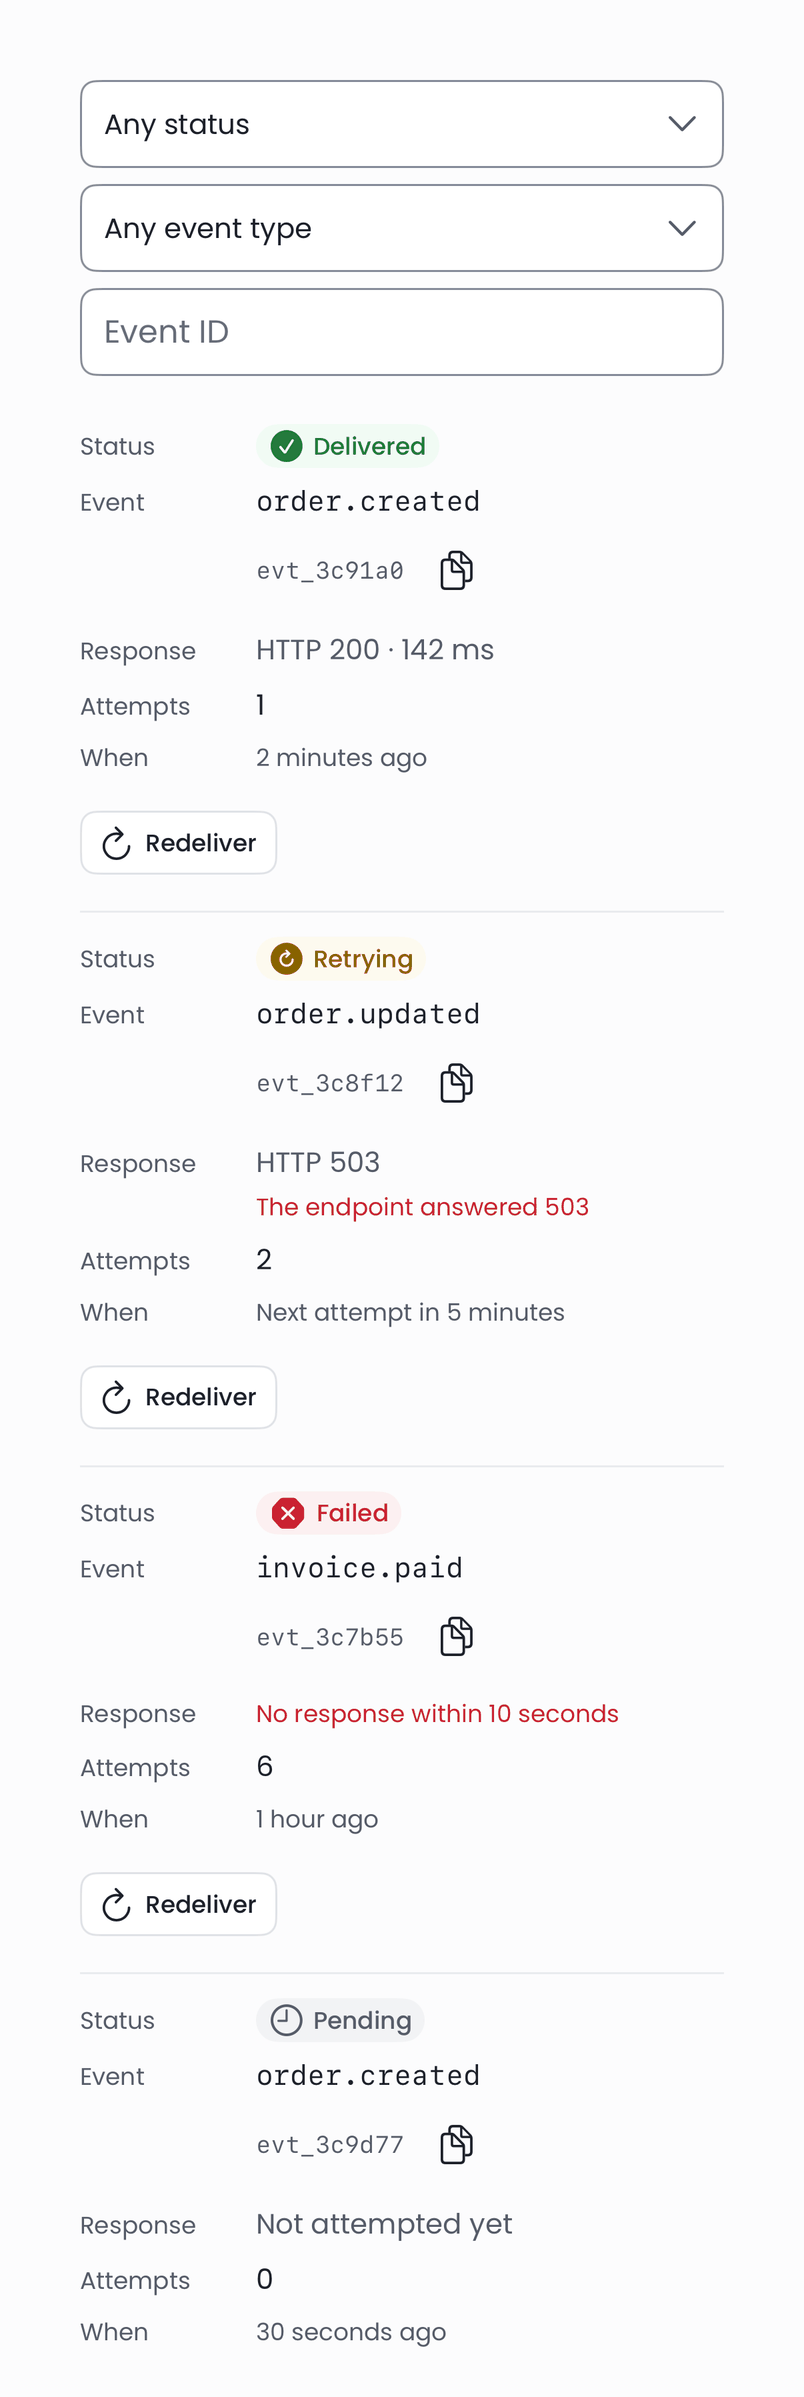 Any status
Any event type
Event ID
Status Delivered
Event order.created
evt_3c91a0
Response HTTP 200 · 142 ms
Attempts 1
When 2 minutes ago
Redeliver
Status Retrying
Event order.updated
evt_3c8f12
Response HTTP 503
The endpoint answered 503
Attempts 2
When Next attempt in 5 minutes
Redeliver
Status Failed
Event invoice.paid
evt_3c7b55
Response No response within 10 seconds
Attempts 6
When 1 hour ago
Redeliver
Status Pending
Event order.created
evt_3c9d77
Response Not attempted yet
Attempts 0
When 30 seconds ago